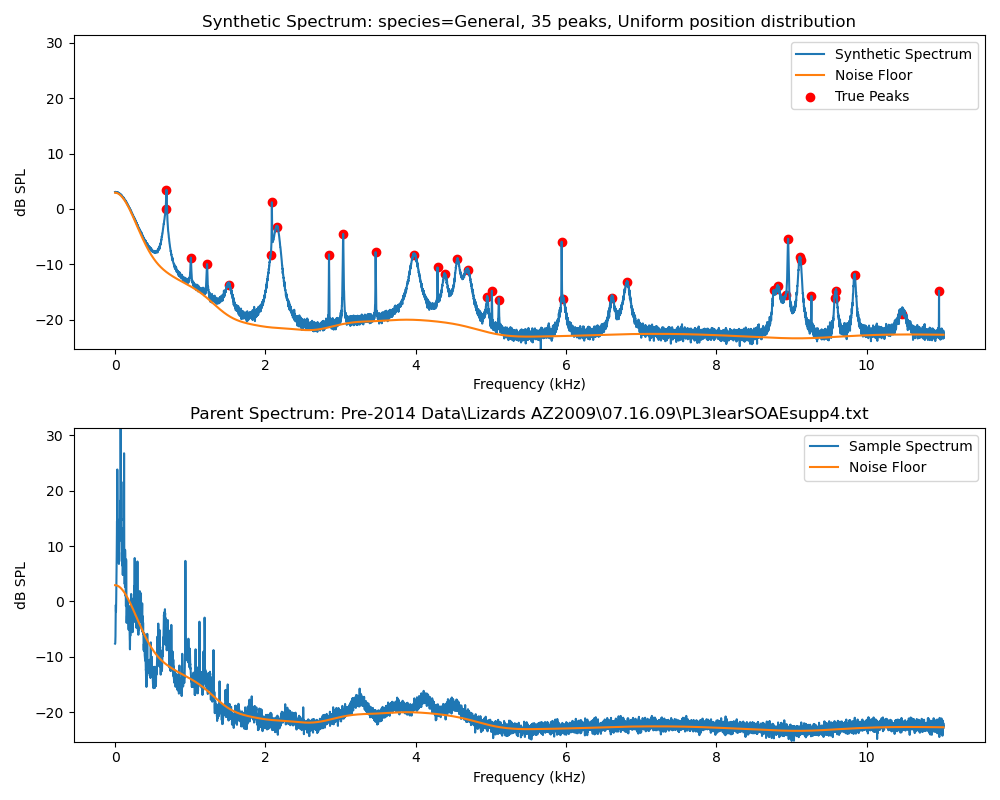 Synthetic Spectrum: species=General, 35 peaks, Uniform position distribution
30
20
10
0
−10
−20
dB SPL
Synthetic Spectrum
Noise Floor
True Peaks
0 2 4 6 8 10
Frequency (kHz)
Parent Spectrum: Pre-2014 Data\Lizards AZ2009\07.16.09\PL3learSOAEsupp4.txt
30
20
10
0
−10
−20
dB SPL
Sample Spectrum
Noise Floor
0 2 4 6 8 10
Frequency (kHz)